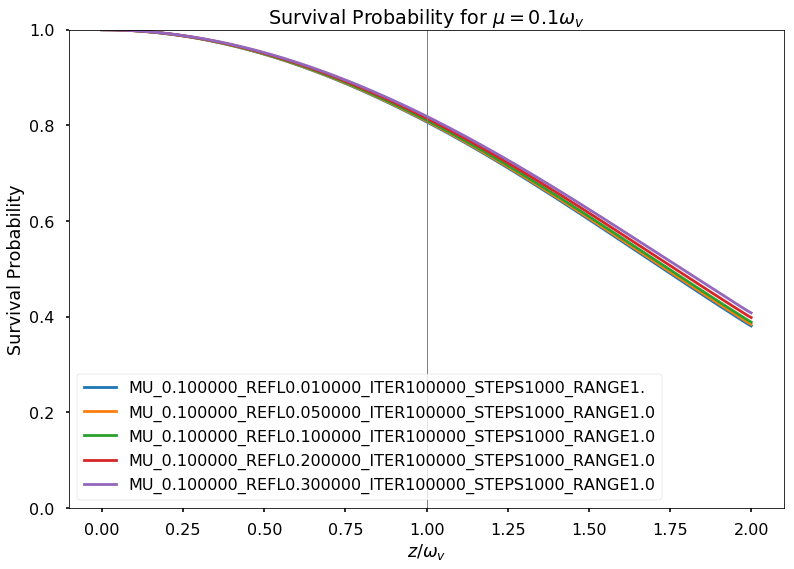 Survival Probability for μ = 0.1ω_v
Survival Probability
1.0
0.8
0.6
0.4
0.2
0.0
MU_0.100000_REFL0.010000_ITER100000_STEPS1000_RANGE1.
MU_0.100000_REFL0.050000_ITER100000_STEPS1000_RANGE1.0
MU_0.100000_REFL0.100000_ITER100000_STEPS1000_RANGE1.0
MU_0.100000_REFL0.200000_ITER100000_STEPS1000_RANGE1.0
MU_0.100000_REFL0.300000_ITER100000_STEPS1000_RANGE1.0
0.00 0.25 0.50 0.75 1.00 1.25 1.50 1.75 2.00
z/ω_v